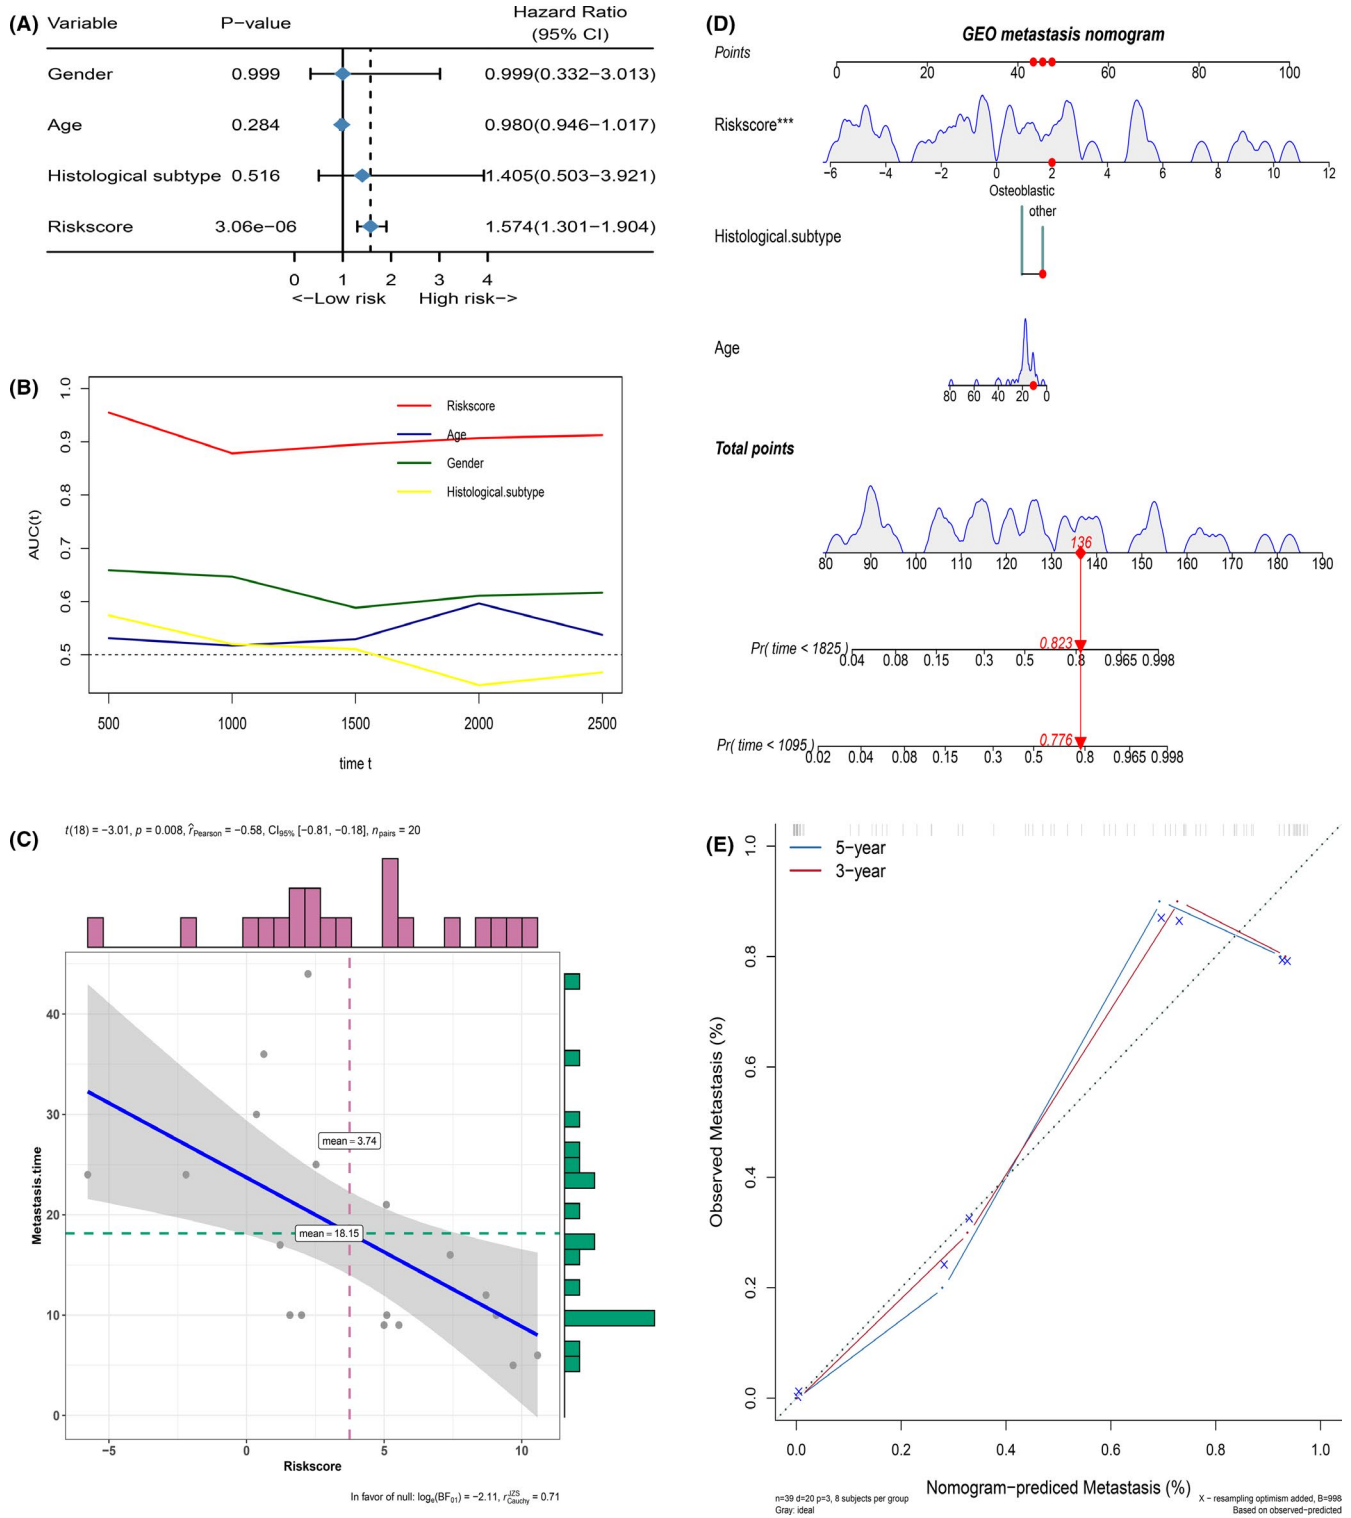 (A)
Variable P−value Hazard Ratio
(95% CI)
Gender 0.999 0.999(0.332−3.013)
Age 0.284 0.980(0.946−1.017)
Histological subtype 0.516 1.405(0.503−3.921)
Riskscore 3.06e−06 1.574(1.301−1.904)
0 1 2 3 4
<−Low risk High risk−>
(B)
AUC(t)
1.0
0.9
0.8
0.7
0.6
0.5
Riskscore
Age
Gender
Histological.subtype
500 1000 1500 2000 2500
time t
(C)
t(18) = −3.01, p = 0.008, r̂Pearson = −0.58, CI95% [−0.81, −0.18], npairs = 20
Metastasis.time
40
30
20
10
0
mean = 3.74
mean = 18.15
−5 0 5 10
Riskscore
In favor of null: loge(BF01) = −2.11, rJZSCauchy = 0.71
(D)
GEO metastasis nomogram
Points
0 20 40 60 80 100
Riskscore***
−6 −4 −2 0 2 4 6 8 10 12
Osteoblastic
other
Histological.subtype
Age
80 60 40 20 0
Total points
136
80 90 100 110 120 130 140 150 160 170 180 190
0.823
Pr( time < 1825)
0.04 0.08 0.15 0.3 0.5 0.8 0.965 0.998
0.776
Pr( time < 1095)
0.02 0.04 0.08 0.15 0.3 0.5 0.8 0.965 0.998
(E)
5−year
3−year
Observed Metastasis (%)
1.0
0.8
0.6
0.4
0.2
0.0
0.0 0.2 0.4 0.6 0.8 1.0
Nomogram−prediced Metastasis (%)
n=39 d=20 p=3, 8 subjects per group
Gray: ideal
X − resampling optimism added, B=998
Based on observed−predicted